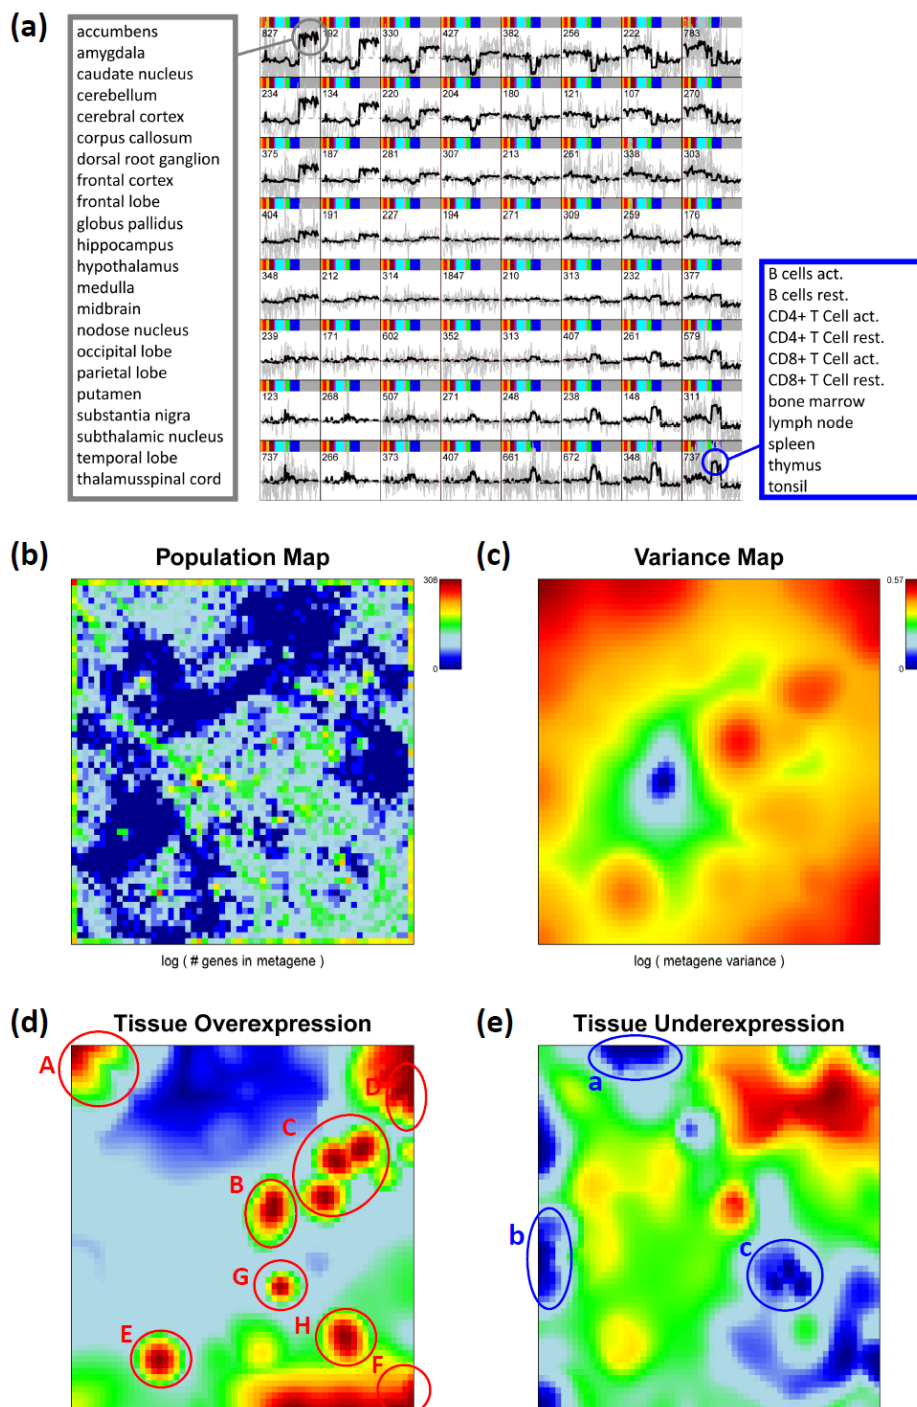 (a)
accumbens
amygdala
caudate nucleus
cerebellum
cerebral cortex
corpus callosum
dorsal root ganglion
frontal cortex
frontal lobe
globus pallidus
hippocampus
hypothalamus
medulla
midbrain
nodose nucleus
occipital lobe
parietal lobe
putamen
substantia nigra
subthalamic nucleus
temporal lobe
thalamusspinal cord
827 192 330 427 382 256 222 783
234 134 220 204 180 121 107 270
375 187 281 307 213 261 338 303
404 191 227 194 271 309 259 176
348 212 314 1847 210 313 232 377
239 171 602 352 313 407 261 579
123 268 507 271 248 238 148 311
737 266 373 407 661 672 348 737
B cells act.
B cells rest.
CD4+ T Cell act.
CD4+ T Cell rest.
CD8+ T Cell act.
CD8+ T Cell rest.
bone marrow
lymph node
spleen
thymus
tonsil
(b)
Population Map
308
0
log ( # genes in metagene )
(c)
Variance Map
0.57
0
log ( metagene variance )
(d)
Tissue Overexpression
A
D
C
B
G
H
E
F
(e)
Tissue Underexpression
a
b
c